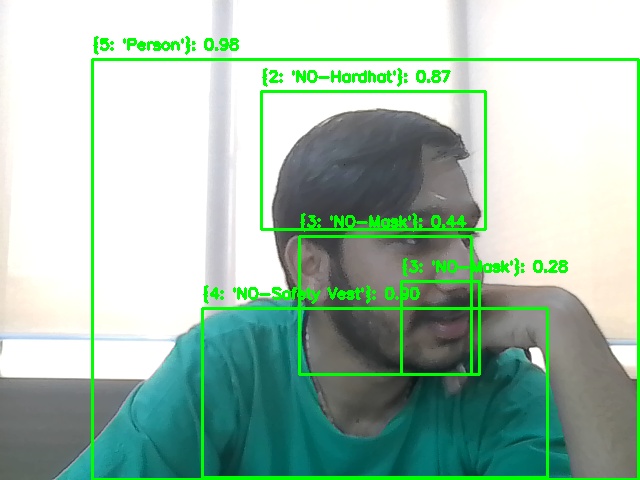 {5: 'Person'}: 0.98
{2: 'NO-Hardhat'}: 0.87
{3: 'NO-Mask'}: 0.44
{3: 'NO-Mask'}: 0.28
{4: 'NO-Safety Vest'}: 0.90